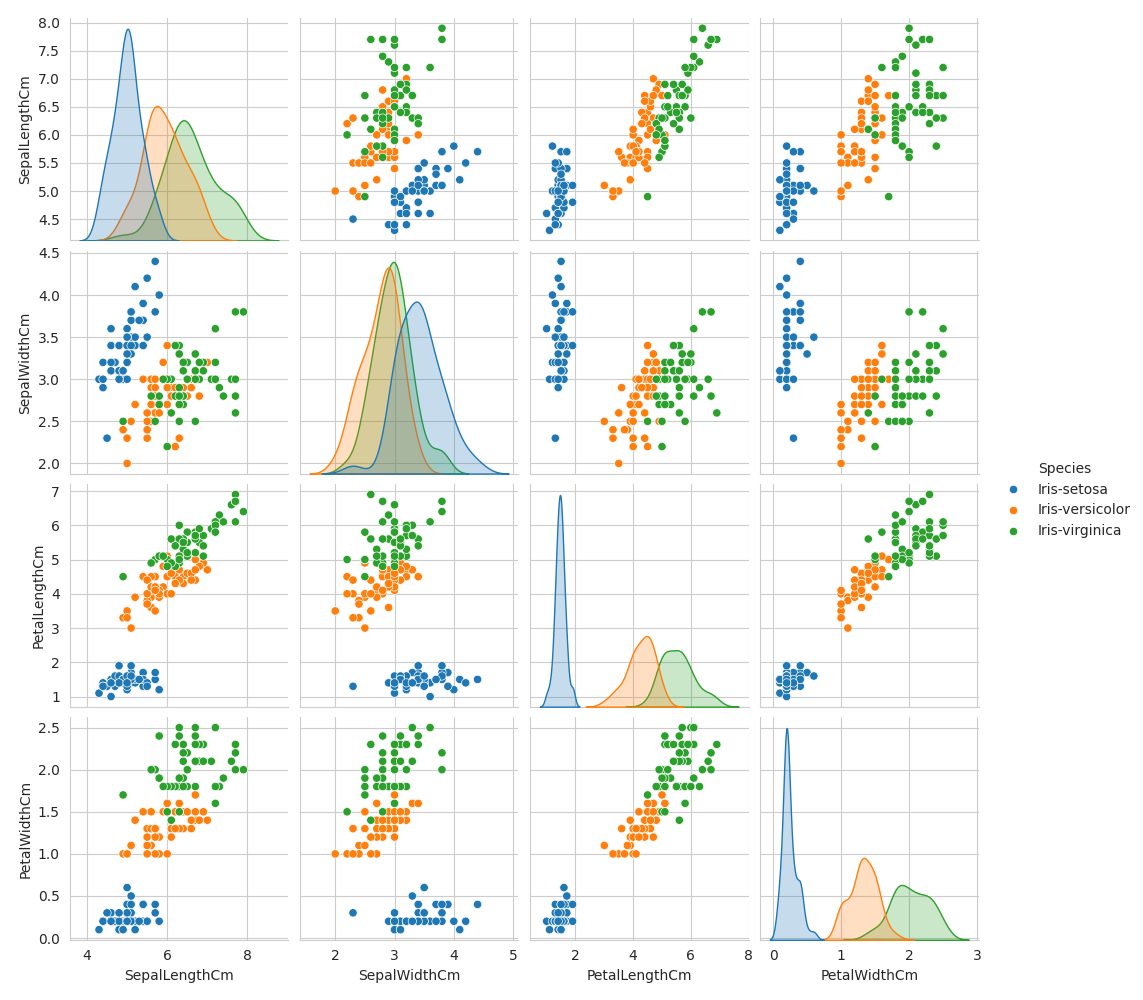 SepalLengthCm
8.0
7.5
7.0
6.5
6.0
5.5
5.0
4.5
SepalWidthCm
4.5
4.0
3.5
3.0
2.5
2.0
PetalLengthCm
7
6
5
4
3
2
1
PetalWidthCm
2.5
2.0
1.5
1.0
0.5
0.0
4 6 8
SepalLengthCm
2 3 4 5
SepalWidthCm
2 4 6 8
PetalLengthCm
0 1 2 3
PetalWidthCm
Species
Iris-setosa
Iris-versicolor
Iris-virginica